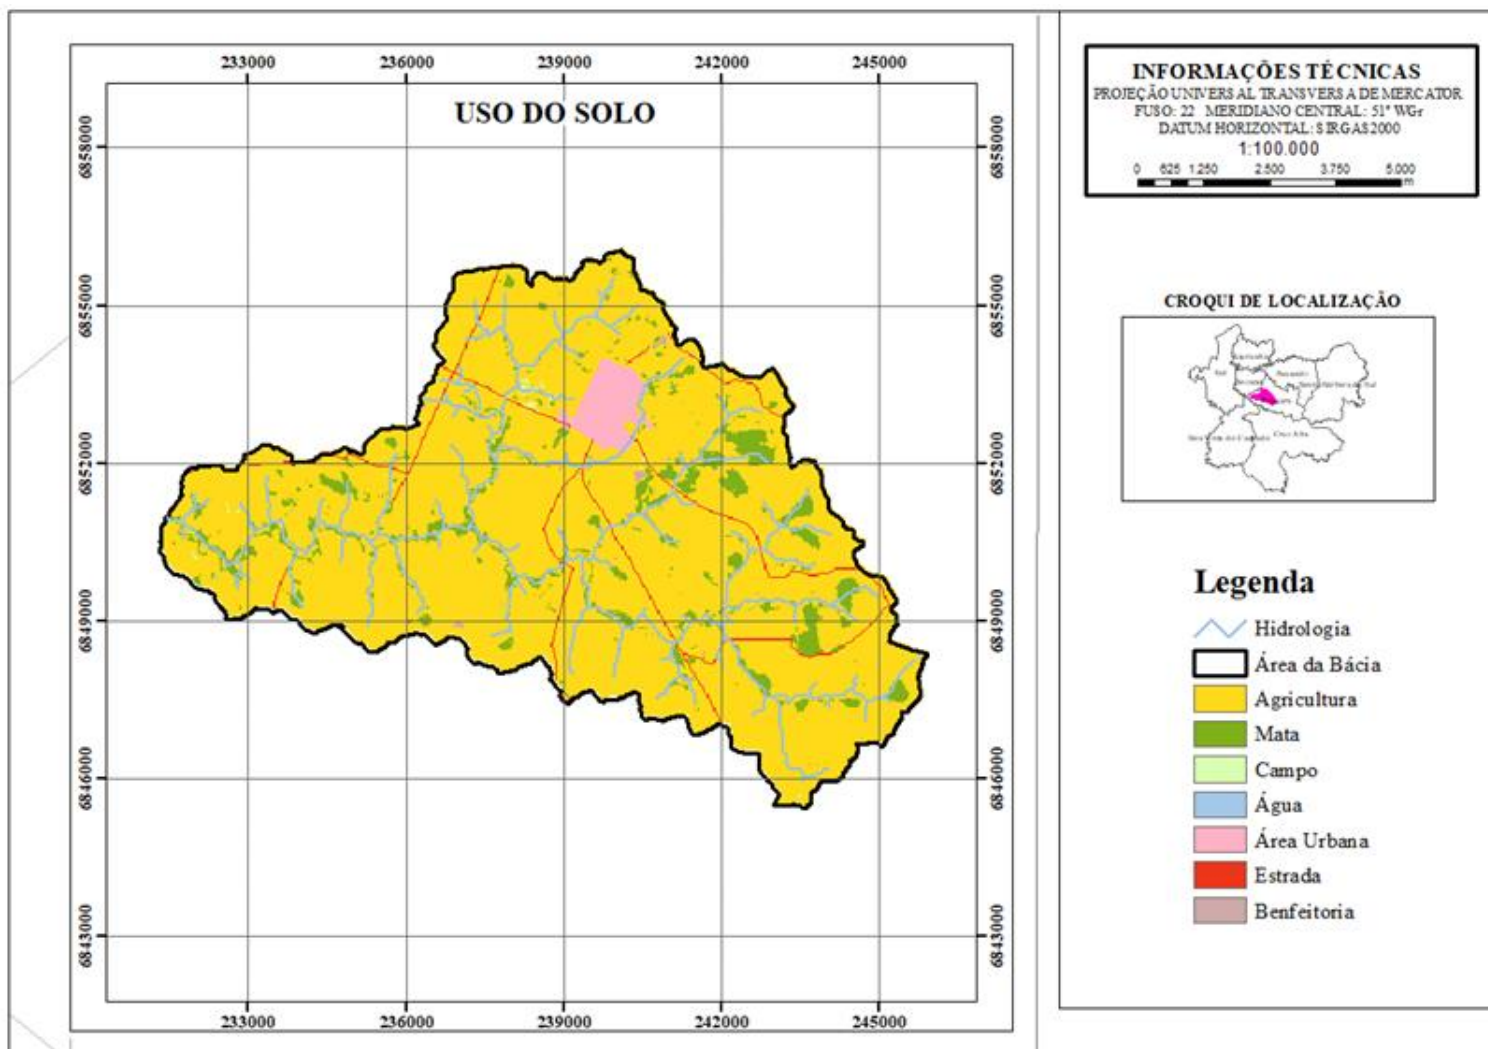 233000 236000 239000 242000 245000
USO DO SOLO
6858000 6858000
6855000 6855000
6852000 6852000
6849000 6849000
6846000 6846000
6843000 6843000
233000 236000 239000 242000 245000
INFORMAÇÕES TÉCNICAS
PROJEÇÃO UNIVERSAL TRANSVERSA DE MERCATOR
FUSO: 22 MERIDIANO CENTRAL: 51° WGr
DATUM HORIZONTAL: SIRGAS2000
1:100.000
0 625 1.250 2.500 3.750 5.000
m
CROQUI DE LOCALIZAÇÃO
Cruz Alta
Legenda
Hidrologia
Área da Bácia
Agricultura
Mata
Campo
Água
Área Urbana
Estrada
Benfeitoria